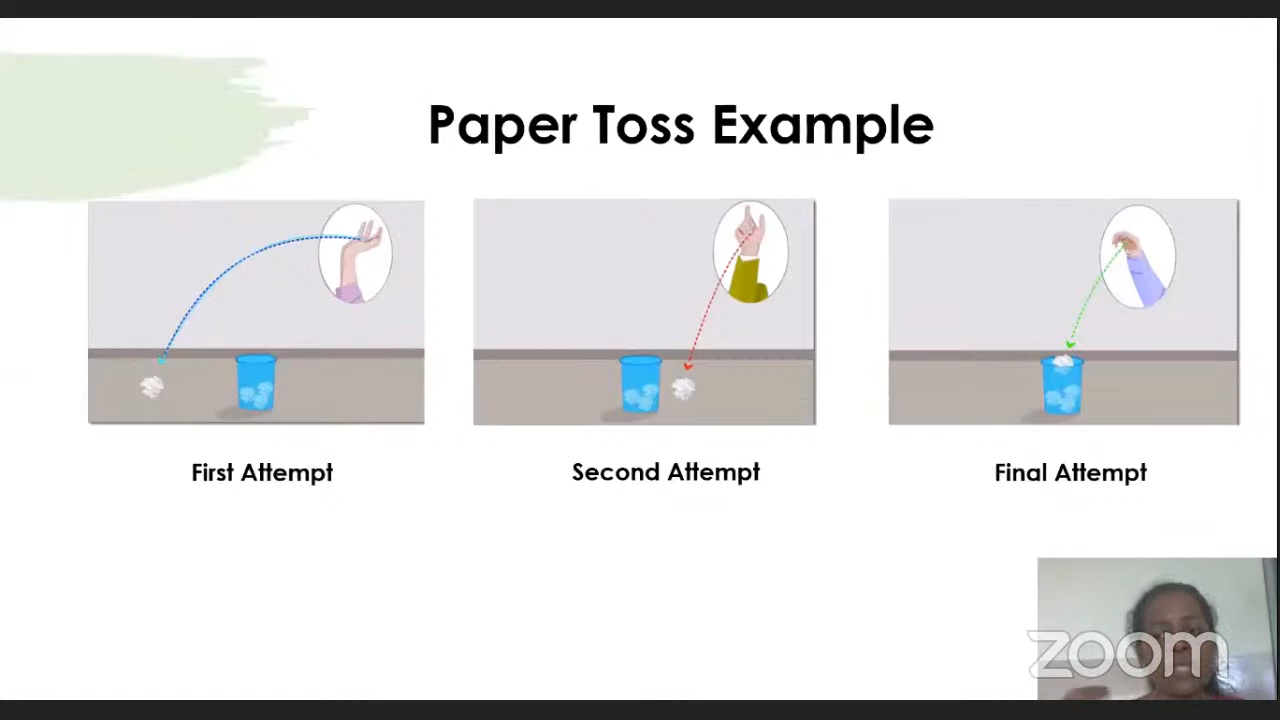 Paper Toss Example
First Attempt
Second Attempt
Final Attempt
zoom